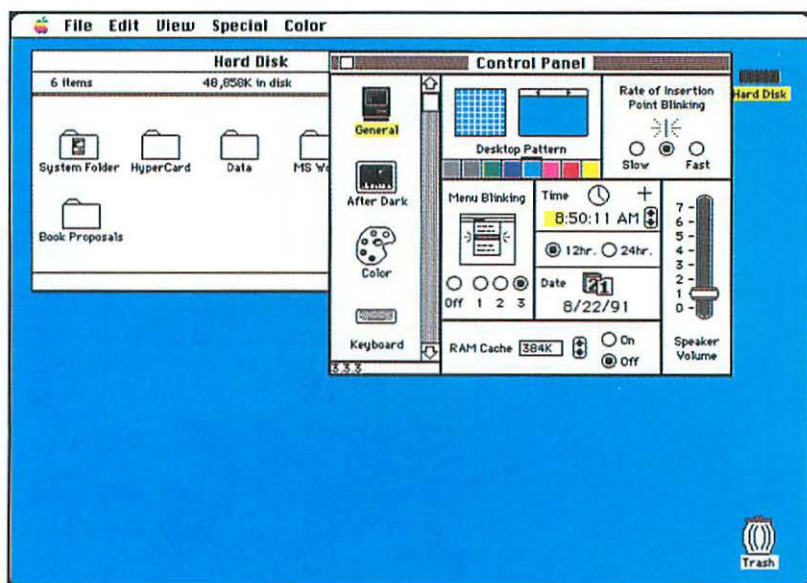 File Edit View Special Color
Hard Disk
6 items 40,858K in disk
System Folder HyperCard Data MS Wo
Book Proposals
Control Panel
General
After Dark
Color
Keyboard
3.3.3
Desktop Pattern
Rate of Insertion
Point Blinking
Slow Fast
Menu Blinking
Off 1 2 3
Time
8:50:11 AM
12hr. 24hr.
Date
21
8/22/91
7
6
5
4
3
2
1
0
Speaker
Volume
RAM Cache 384K On
Off
Hard Disk
Trash